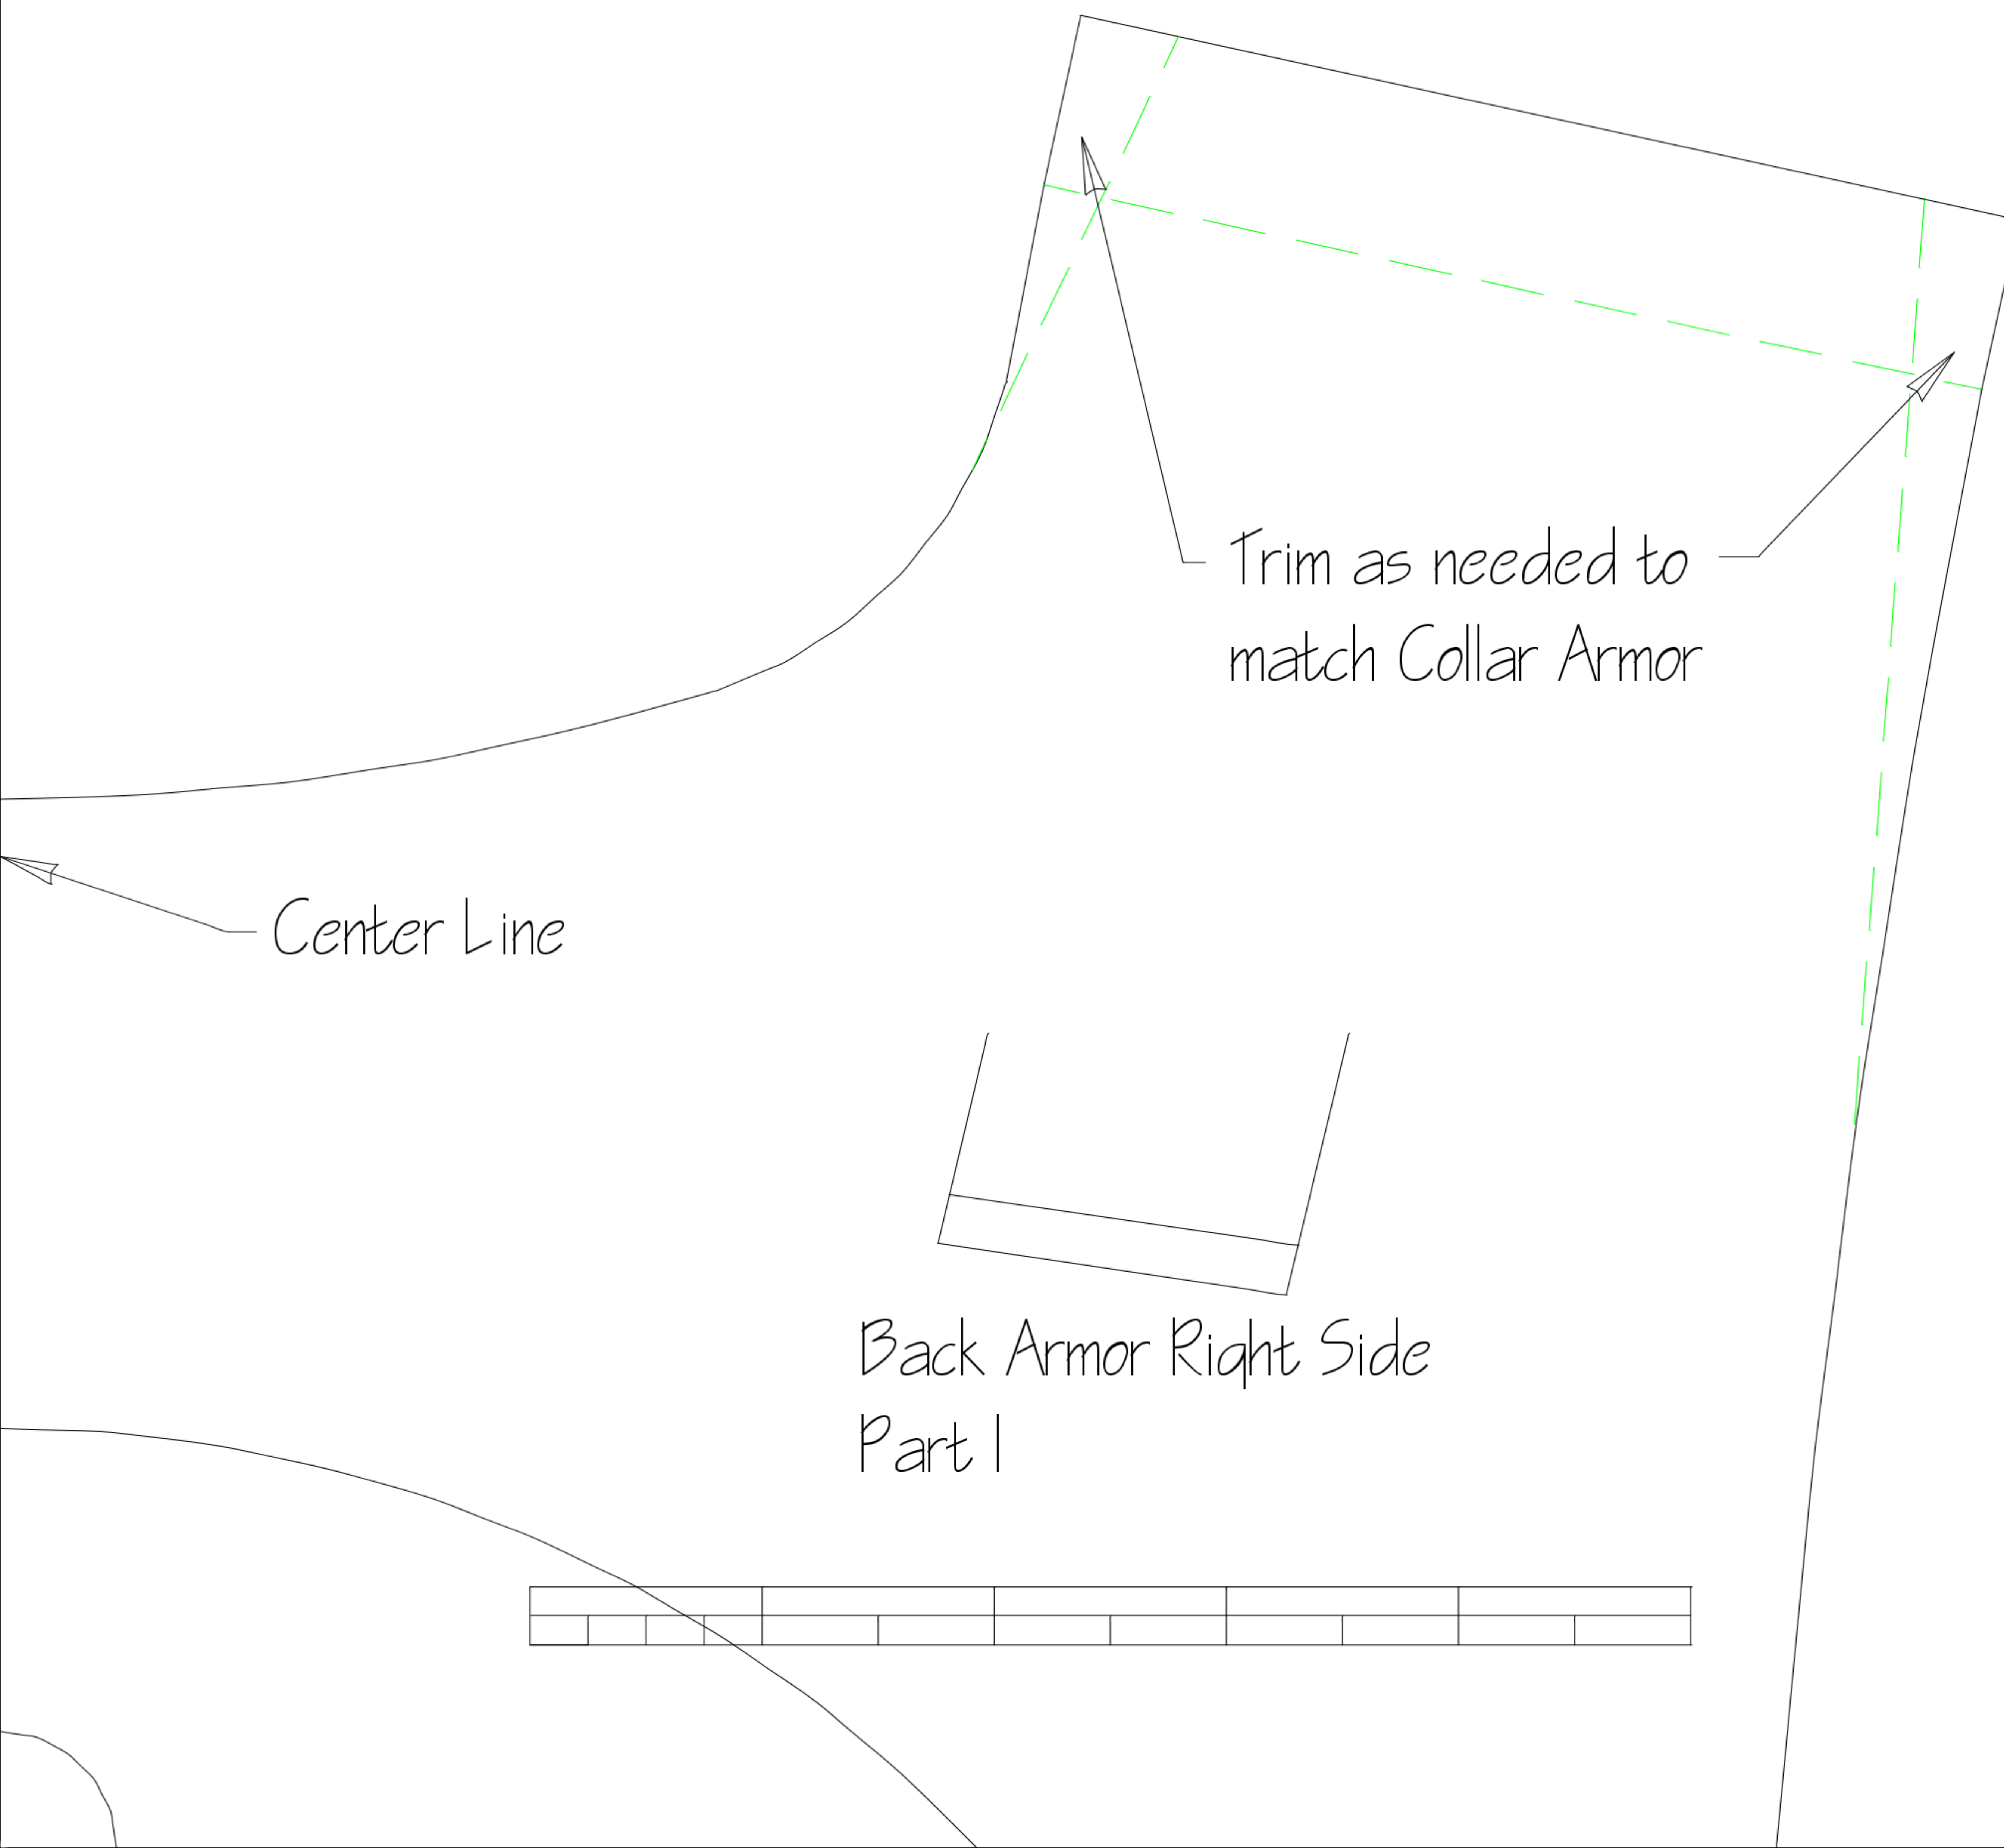 Trim as needed to
match Collar Armor
Center Line
Back Armor Right Side
Part 1